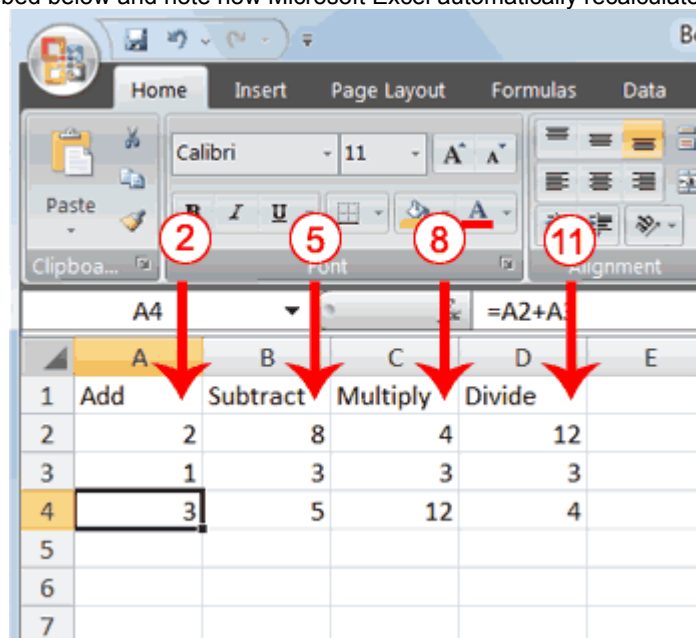 bed below and note how Microsoft Excel automatically recalculate
Home Insert Page Layout Formulas Data
Calibri 11 A A
Paste B I U A
2 5 8 11
Clipboa... Font Alignment
A4 =A2+A3
A B C D E
1 Add Subtract Multiply Divide
2 2 8 4 12
3 1 3 3 3
4 3 5 12 4
5
6
7